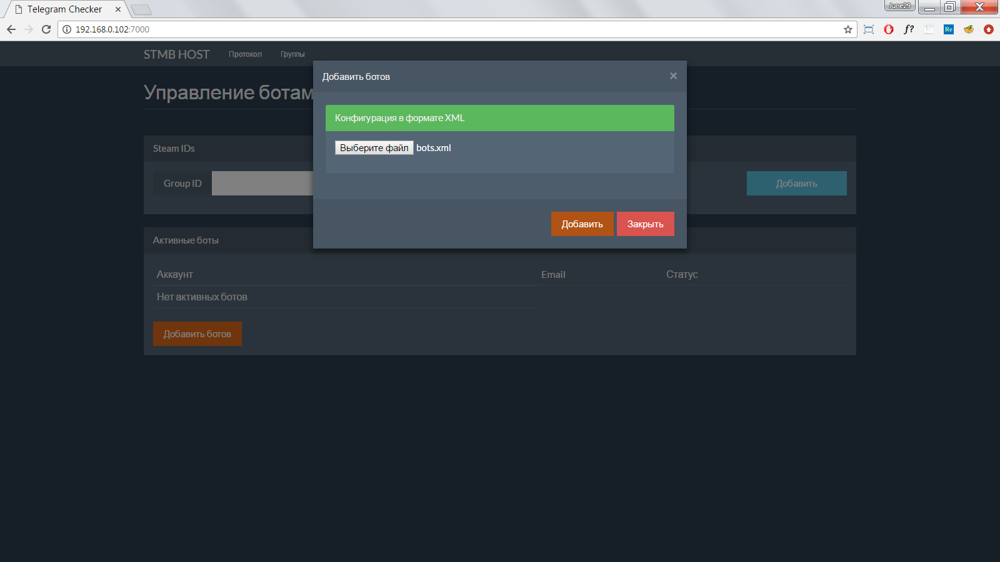 Telegram Checker
June29
192.168.0.102:7000
f?
Re
STMB HOST Протокол Группы
Управление ботам
Добавить ботов ×
Конфигурация в формате XML
Выберите файл bots.xml
Добавить Закрыть
Steam IDs
Group ID Добавить
Активные боты
Аккаунт Email Статус
Нет активных ботов
Добавить ботов